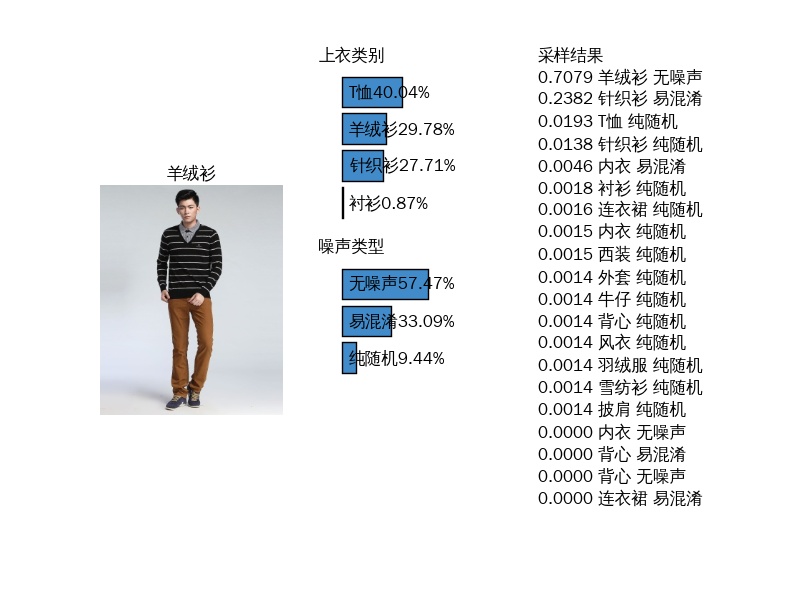 羊绒衫
上衣类别
T恤40.04%
羊绒衫29.78%
针织衫27.71%
衬衫0.87%
噪声类型
无噪声57.47%
易混淆33.09%
纯随机9.44%
采样结果
0.7079 羊绒衫 无噪声
0.2382 针织衫 易混淆
0.0193 T恤 纯随机
0.0138 针织衫 纯随机
0.0046 内衣 易混淆
0.0018 衬衫 纯随机
0.0016 连衣裙 纯随机
0.0015 内衣 纯随机
0.0015 西装 纯随机
0.0014 外套 纯随机
0.0014 牛仔 纯随机
0.0014 背心 纯随机
0.0014 风衣 纯随机
0.0014 羽绒服 纯随机
0.0014 雪纺衫 纯随机
0.0014 披肩 纯随机
0.0000 内衣 无噪声
0.0000 背心 易混淆
0.0000 背心 无噪声
0.0000 连衣裙 易混淆